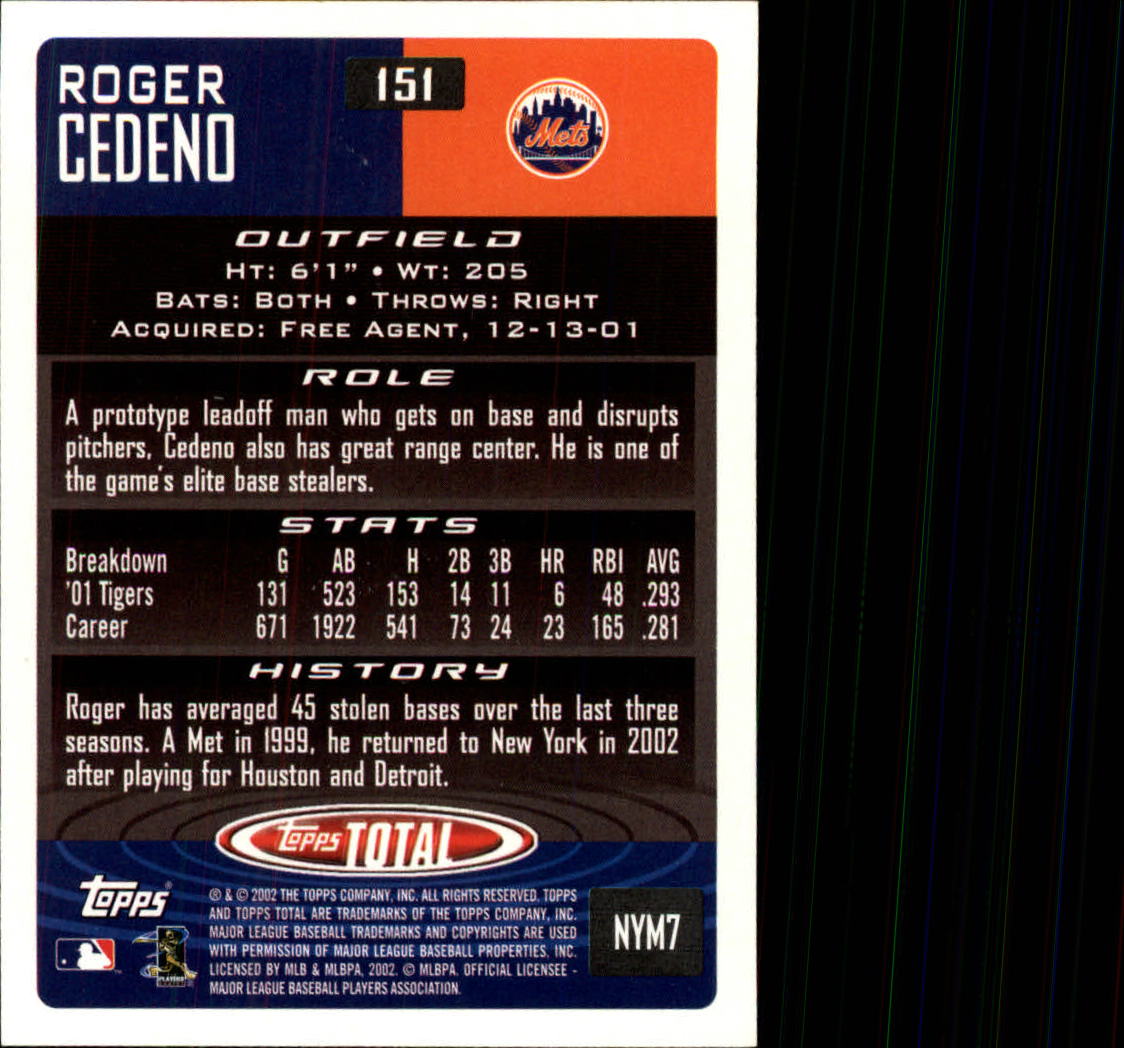 ROGER
CEDENO
151
Mets
OUTFIELD
HT: 6'1" • WT: 205
BATS: BOTH • THROWS: RIGHT
ACQUIRED: FREE AGENT, 12-13-01
ROLE
A prototype leadoff man who gets on base and disrupts
pitchers, Cedeno also has great range center. He is one of
the game's elite base stealers.
STATS
Breakdown G AB H 2B 3B HR RBI AVG
'01 Tigers 131 523 153 14 11 6 48 .293
Career 671 1922 541 73 24 23 165 .281
HISTORY
Roger has averaged 45 stolen bases over the last three
seasons. A Met in 1999, he returned to New York in 2002
after playing for Houston and Detroit.
Topps TOTAL
Topps®
® & © 2002 THE TOPPS COMPANY, INC. ALL RIGHTS RESERVED. TOPPS
AND TOPPS TOTAL ARE TRADEMARKS OF THE TOPPS COMPANY, INC.
MAJOR LEAGUE BASEBALL TRADEMARKS AND COPYRIGHTS ARE USED
WITH PERMISSION OF MAJOR LEAGUE BASEBALL PROPERTIES, INC.
LICENSED BY MLB & MLBPA, 2002. © MLBPA. OFFICIAL LICENSEE -
MAJOR LEAGUE BASEBALL PLAYERS ASSOCIATION.
NYM7
PLAYERS